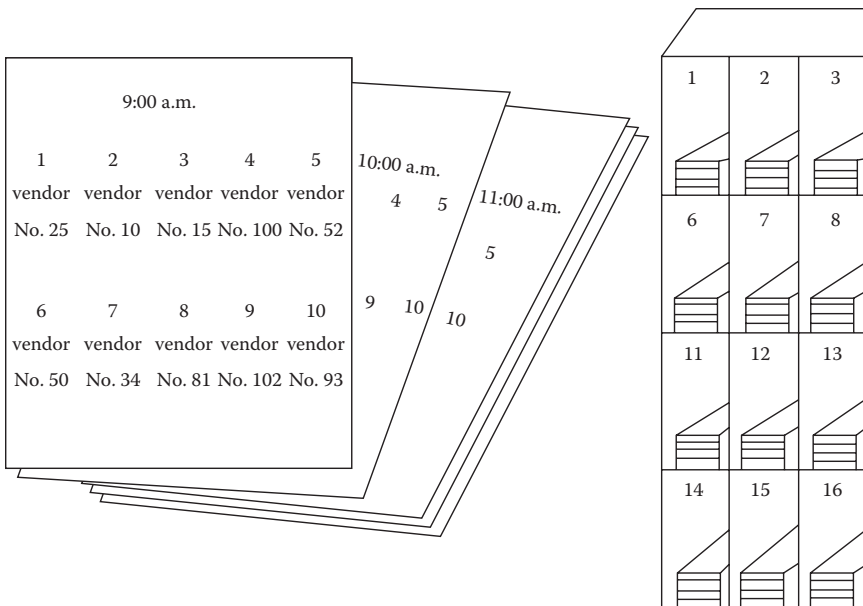 9:00 a.m.
1 2 3 4 5
vendor vendor vendor vendor vendor
No. 25 No. 10 No. 15 No. 100 No. 52
6 7 8 9 10
vendor vendor vendor vendor vendor
No. 50 No. 34 No. 81 No. 102 No. 93
10:00 a.m.
4 5
9 10
11:00 a.m.
5
10
1 2 3
6 7 8
11 12 13
14 15 16